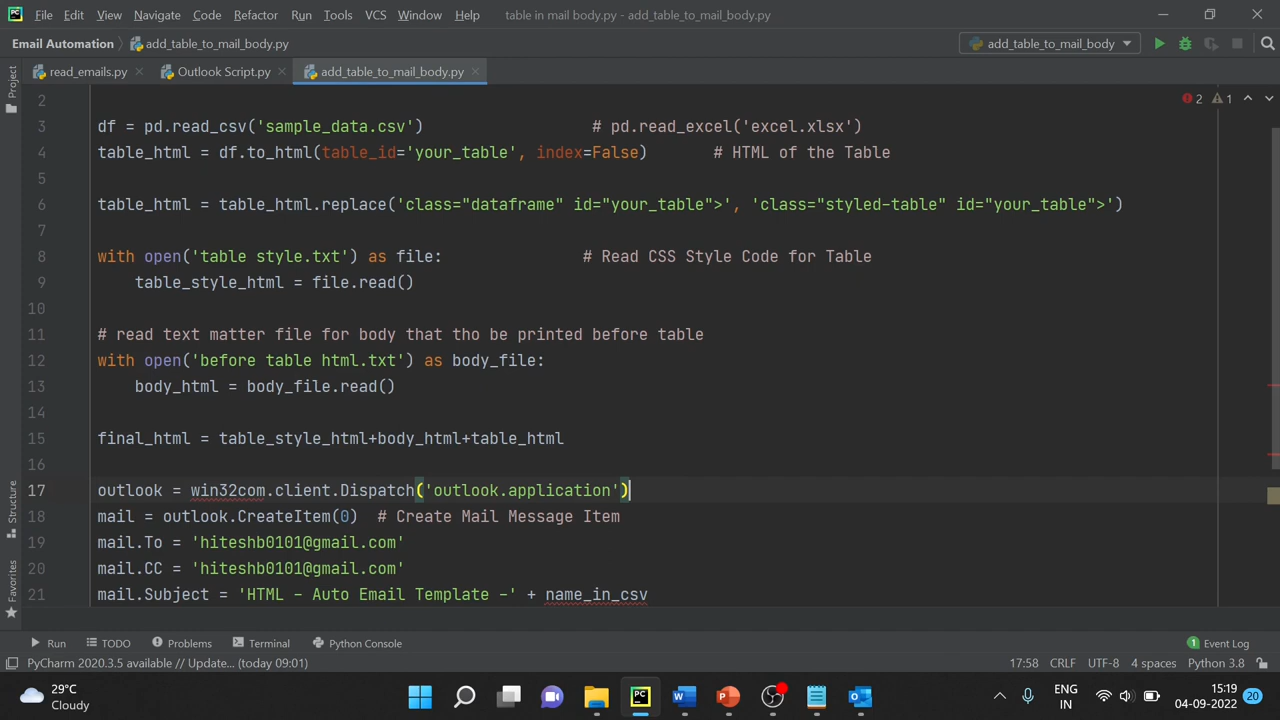 PC File Edit View Navigate Code Refactor Run Tools VCS Window Help table in mail body.py - add_table_to_mail_body.py
Email Automation add_table_to_mail_body.py add_table_to_mail_body
read_emails.py Outlook Script.py add_table_to_mail_body.py
Project
2 2 1
3 df = pd.read_csv('sample_data.csv') # pd.read_excel('excel.xlsx')
4 table_html = df.to_html(table_id='your_table', index=False) # HTML of the Table
5
6 table_html = table_html.replace('class="dataframe" id="your_table">', 'class="styled-table" id="your_table">')
7
8 with open('table style.txt') as file: # Read CSS Style Code for Table
9 table_style_html = file.read()
10
11 # read text matter file for body that tho be printed before table
12 with open('before table html.txt') as body_file:
13 body_html = body_file.read()
14
15 final_html = table_style_html+body_html+table_html
16
17 outlook = win32com.client.Dispatch('outlook.application')
18 mail = outlook.CreateItem(0) # Create Mail Message Item
19 mail.To = 'hiteshb0101@gmail.com'
20 mail.CC = 'hiteshb0101@gmail.com'
21 mail.Subject = 'HTML - Auto Email Template -' + name_in_csv
Structure
Favorites
Run TODO Problems Terminal Python Console 1 Event Log
PyCharm 2020.3.5 available // Update... (today 09:01) 17:58 CRLF UTF-8 4 spaces Python 3.8
29°C
Cloudy
PC
W
P
ENG
IN
15:19
04-09-2022
20